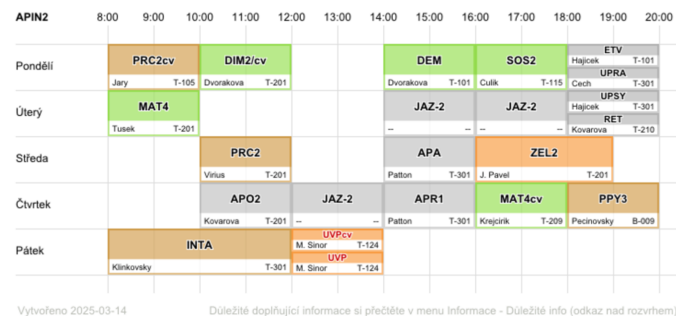 APIN2 8:00 9:00 10:00 11:00 12:00 13:00 14:00 15:00 16:00 17:00 18:00 19:00 20:00
Pondělí
PRC2cv
Jary T-105
DIM2/cv
Dvorakova T-201
DEM
Dvorakova T-101
SOS2
Culik T-115
ETV
Hajicek T-101
UPRA
Cech T-301
Úterý
MAT4
Tusek T-201
JAZ-2
-- --
JAZ-2
-- --
UPSY
Hajicek T-301
RET
Kovarova T-210
Středa
PRC2
Virius T-201
APA
Patton T-301
ZEL2
J. Pavel T-201
Čtvrtek
APO2
Kovarova T-201
JAZ-2
-- --
APR1
Patton T-301
MAT4cv
Krejcirik T-209
PPY3
Pecinovsky B-009
Pátek
INTA
Klinkovsky T-301
UVPcv
M. Sinor T-124
UVP
M. Sinor T-124
Vytvořeno 2025-03-14 Důležité doplňující informace si přečtěte v menu Informace - Důležité info (odkaz nad rozvrhem)